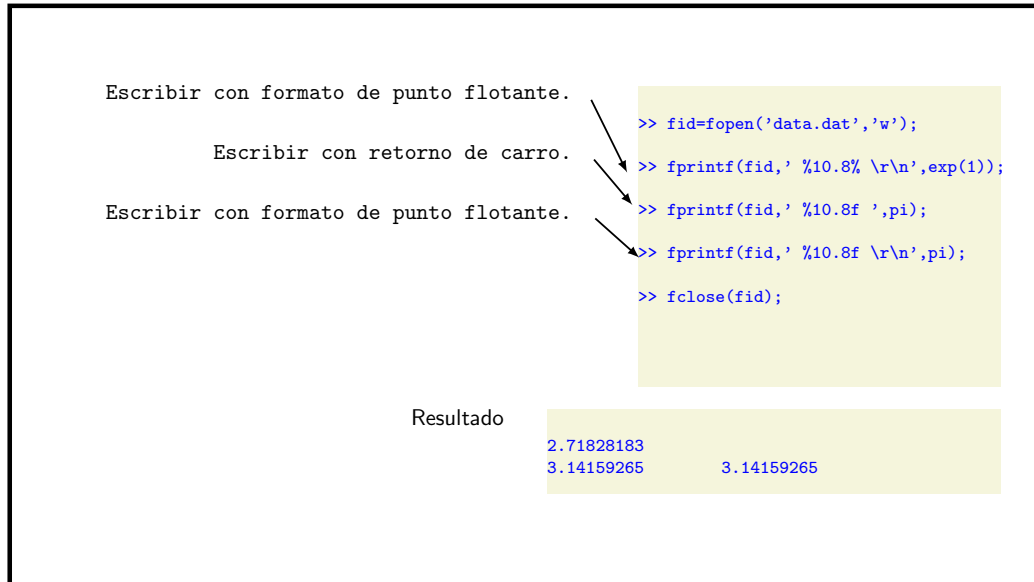 Escribir con formato de punto flotante.
Escribir con retorno de carro.
Escribir con formato de punto flotante.
>> fid=fopen(’data.dat’,’w’);
>> fprintf(fid,’ %10.8% \r\n’,exp(1));
>> fprintf(fid,’ %10.8f ’,pi);
>> fprintf(fid,’ %10.8f \r\n’,pi);
>> fclose(fid);
Resultado
2.71828183
3.14159265 3.14159265